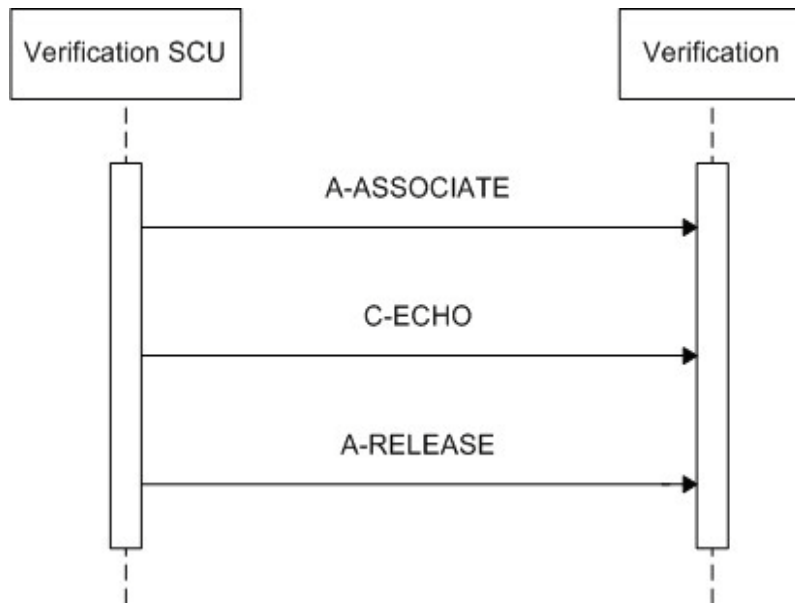 Verification SCU
Verification
A-ASSOCIATE
C-ECHO
A-RELEASE